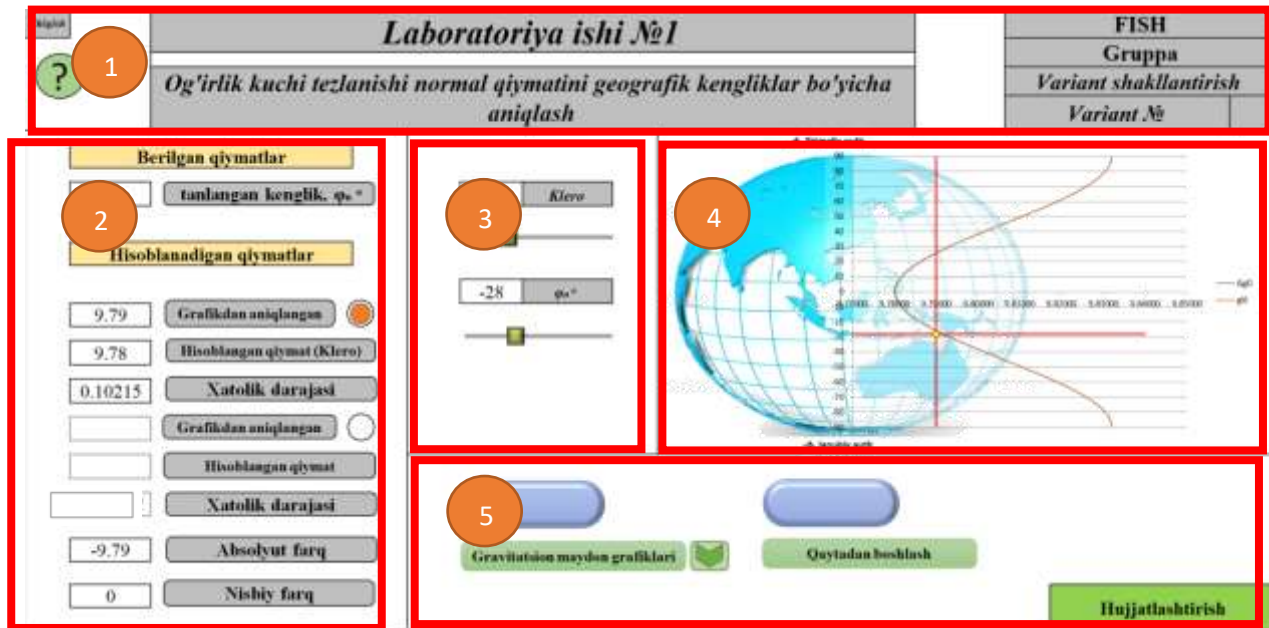 ?
1
Laboratoriya ishi №1
Og'irlik kuchi tezlanishi normal qiymatini geografik kengliklar bo'yicha
aniqlash
FISH
Gruppa
Variant shakllantirish
Variant №
2
Berilgan qiymatlar
tanlangan kenglik, φₙ °
Hisoblanadigan qiymatlar
9.79 Grafikdan aniqlangan
9.78 Hisoblangan qiymat (Klero)
0.10215 Xatolik darajasi
Grafikdan aniqlangan
Hisoblangan qiymat
Xatolik darajasi
-9.79 Absolyut farq
0 Nisbiy farq
3
Klero
-28 φₙ °
4
5
Gravitatsion maydon grafiklari
Qaytadan boshlash
Hujjatlashtirish